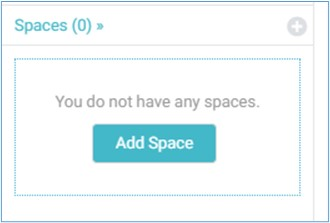 Spaces (0) »
You do not have any spaces.
Add Space